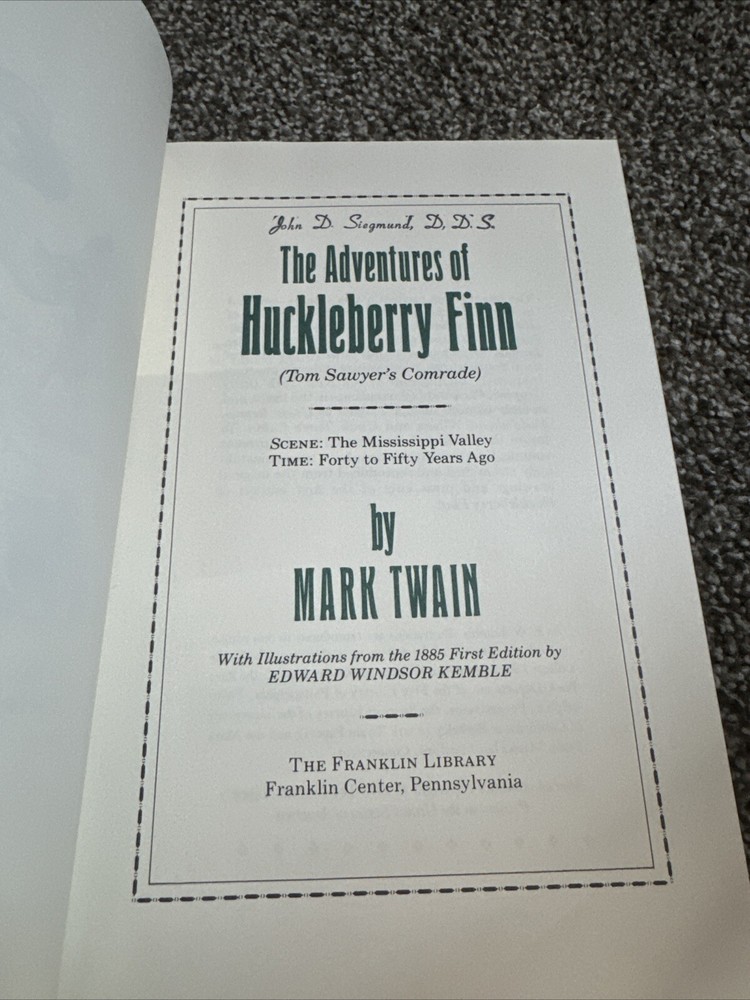 John D. Siegmund, D.D.S.
The Adventures of
Huckleberry Finn
(Tom Sawyer's Comrade)
SCENE: The Mississippi Valley
TIME: Forty to Fifty Years Ago
by
MARK TWAIN
With Illustrations from the 1885 First Edition by
EDWARD WINDSOR KEMBLE
THE FRANKLIN LIBRARY
Franklin Center, Pennsylvania